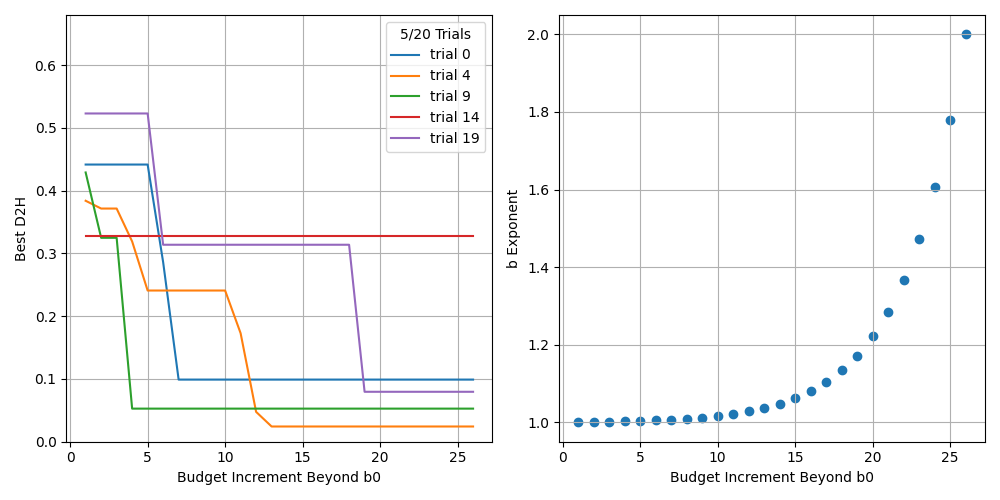 0.6
0.5
0.4
0.3
0.2
0.1
0.0
Best D2H
0
5
10
15
20
25
Budget Increment Beyond b0
5/20 Trials
trial 0
trial 4
trial 9
trial 14
trial 19
2.0
1.8
1.6
1.4
1.2
1.0
b Exponent
0
5
10
15
20
25
Budget Increment Beyond b0